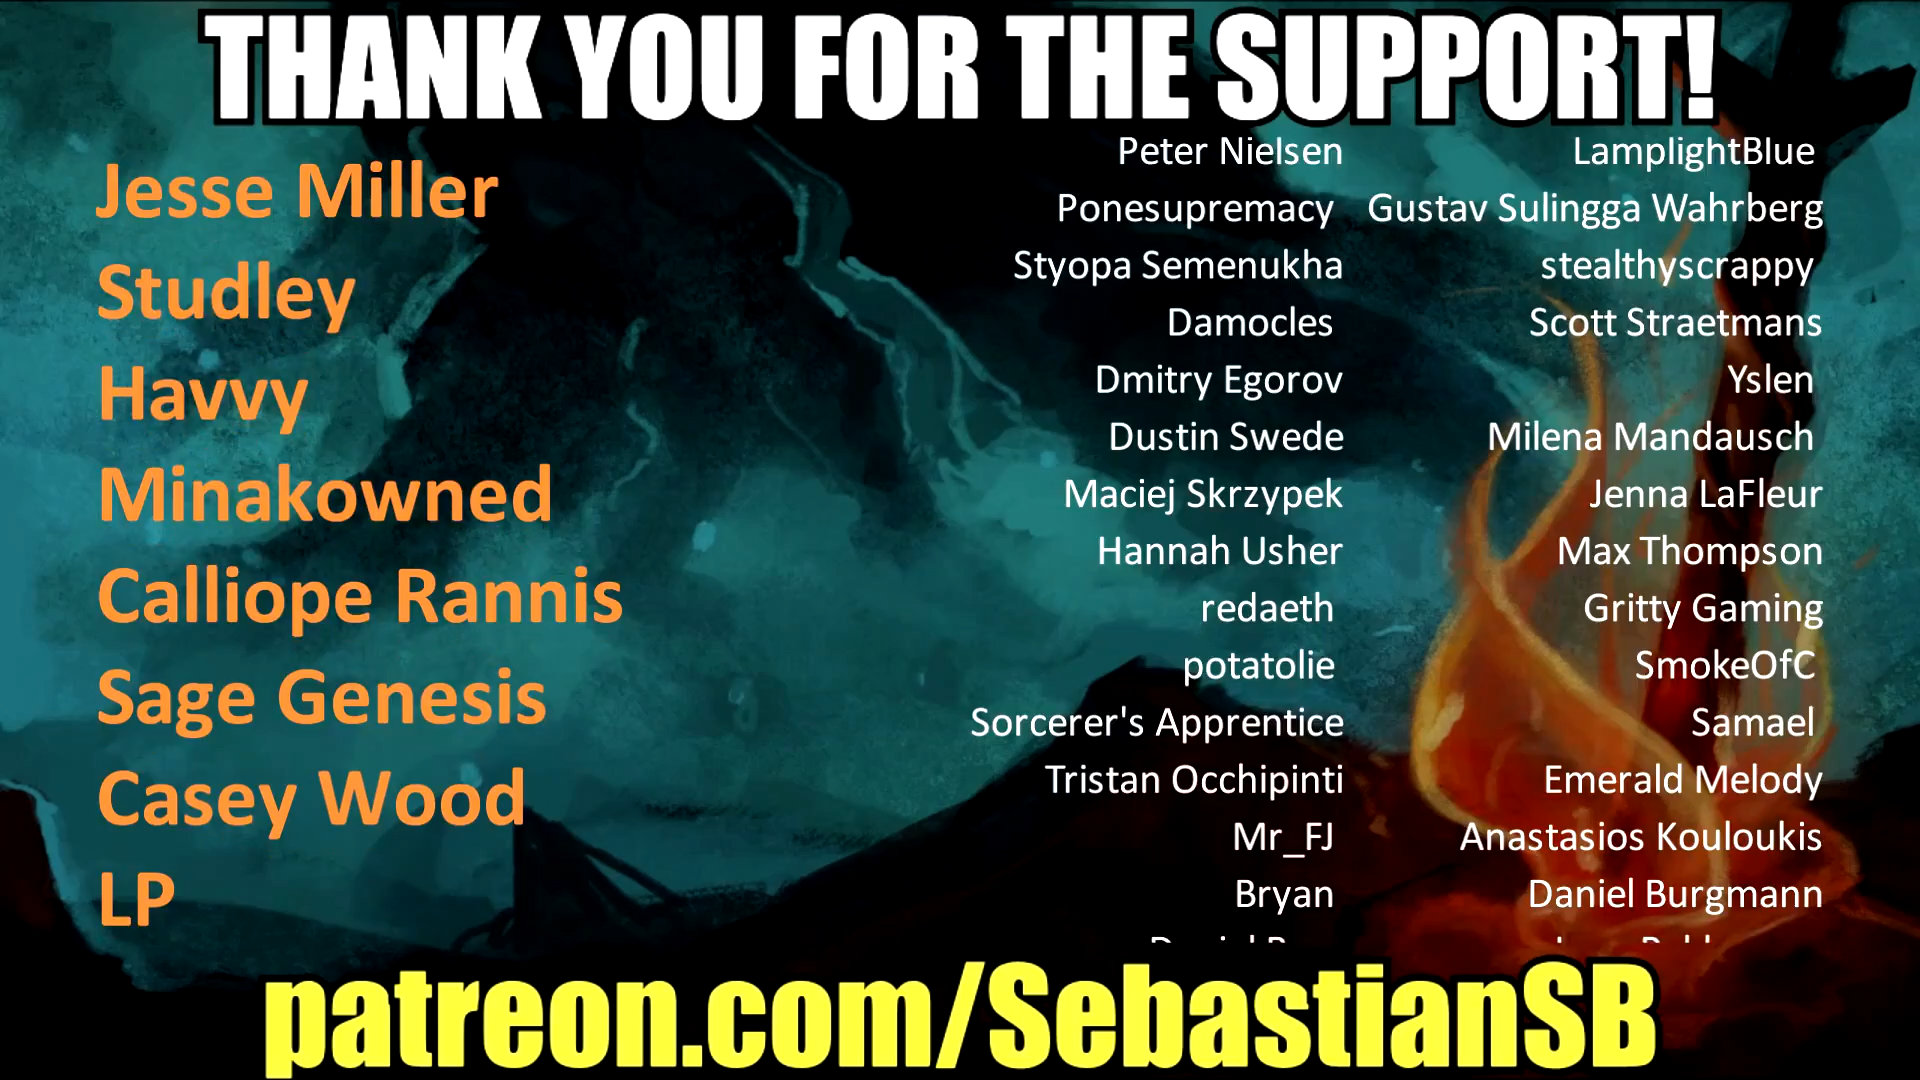 THANK YOU FOR THE SUPPORT!
Jesse Miller
Studley
Havvy
Minakowned
Calliope Rannis
Sage Genesis
Casey Wood
LP
Peter Nielsen
Ponesupremacy
Styopa Semenukha
Damocles
Dmitry Egorov
Dustin Swede
Maciej Skrzypek
Hannah Usher
redaeth
potatolie
Sorcerer's Apprentice
Tristan Occhipinti
Mr_FJ
Bryan
LamplightBlue
Gustav Sulingga Wahrberg
stealthyscrappy
Scott Straetmans
Yslen
Milena Mandausch
Jenna LaFleur
Max Thompson
Gritty Gaming
SmokeOfC
Samael
Emerald Melody
Anastasios Kouloukis
Daniel Burgmann
patreon.com/SebastianSB